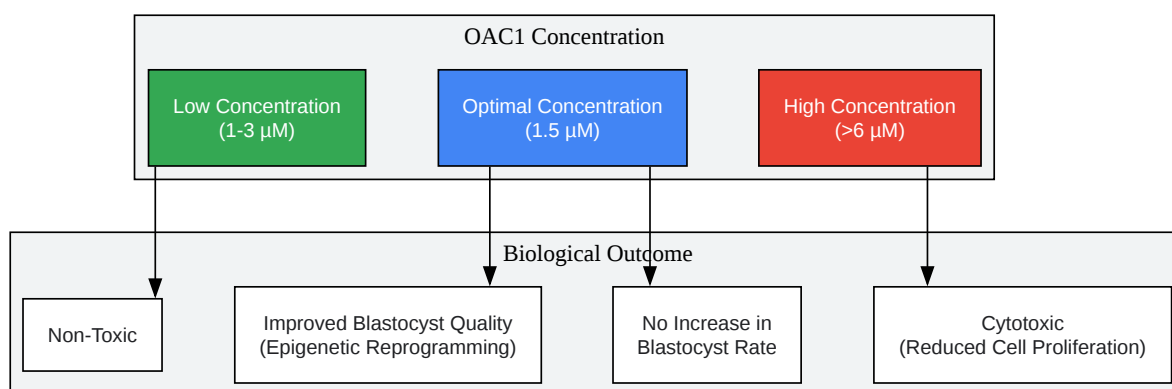 OAC1 Concentration
Low Concentration
(1-3 µM)
Optimal Concentration
(1.5 µM)
High Concentration
(>6 µM)
Biological Outcome
Non-Toxic
Improved Blastocyst Quality
(Epigenetic Reprogramming)
No Increase in
Blastocyst Rate
Cytotoxic
(Reduced Cell Proliferation)